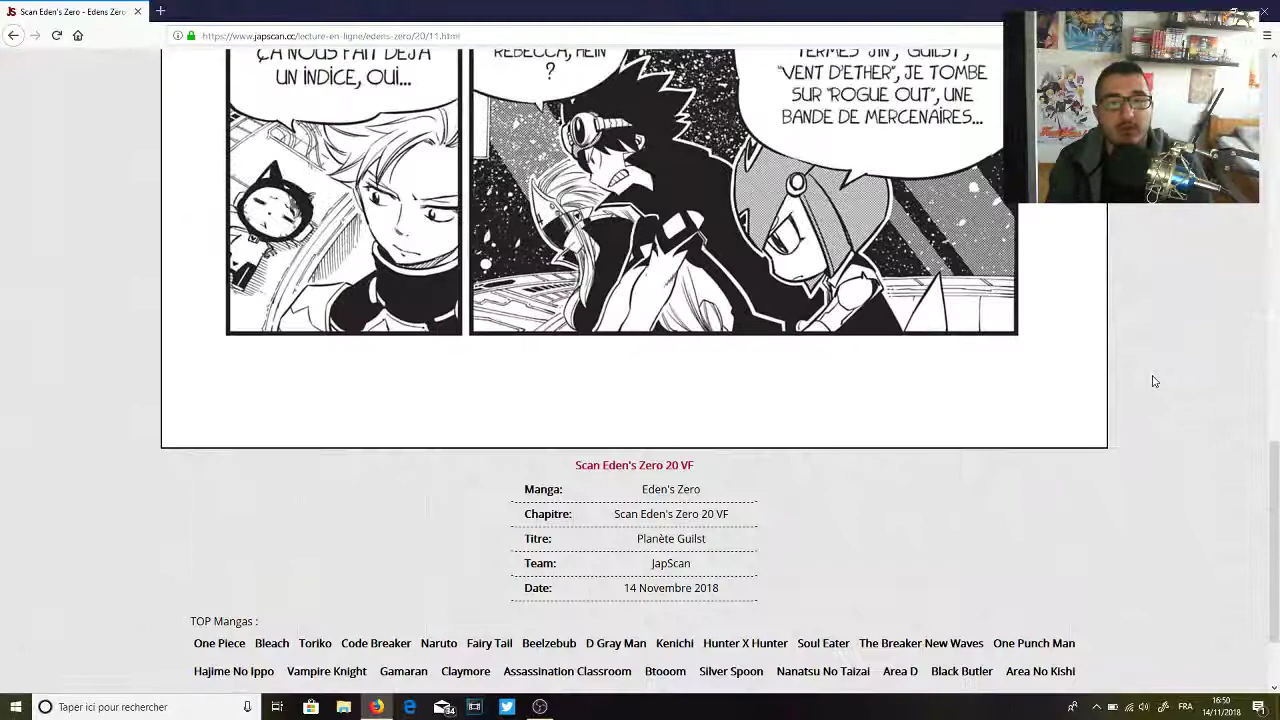 Scan Eden's Zero 20 VF - Eden
https://www.japscan.cc/lecture-en-ligne/edens-zero/20/11.html
ÇA NOUS FAIT DÉJÀ
UN INDICE, OUI...
REBECCA, HEIN
?
TERMES "JIN", "GUILST",
"VENT D'ETHER", JE TOMBE
SUR "ROGUE OUT", UNE
BANDE DE MERCENAIRES...
Scan Eden's Zero 20 VF
Manga: Eden's Zero
Chapitre: Scan Eden's Zero 20 VF
Titre: Planète Guilst
Team: JapScan
Date: 14 Novembre 2018
TOP Mangas :
One Piece Bleach Toriko Code Breaker Naruto Fairy Tail Beelzebub D Gray Man Kenichi Hunter X Hunter Soul Eater The Breaker New Waves One Punch Man
Hajime No Ippo Vampire Knight Gamaran Claymore Assassination Classroom Btooom Silver Spoon Nanatsu No Taizai Area D Black Butler Area No Kishi
Taper ici pour rechercher
FRA
16:50
14/11/2018